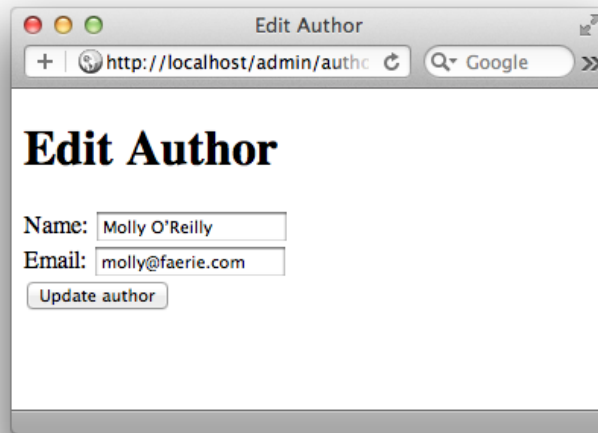 Edit Author
http://localhost/admin/autho
Google
Edit Author
Name: Molly O'Reilly
Email: molly@faerie.com
Update author